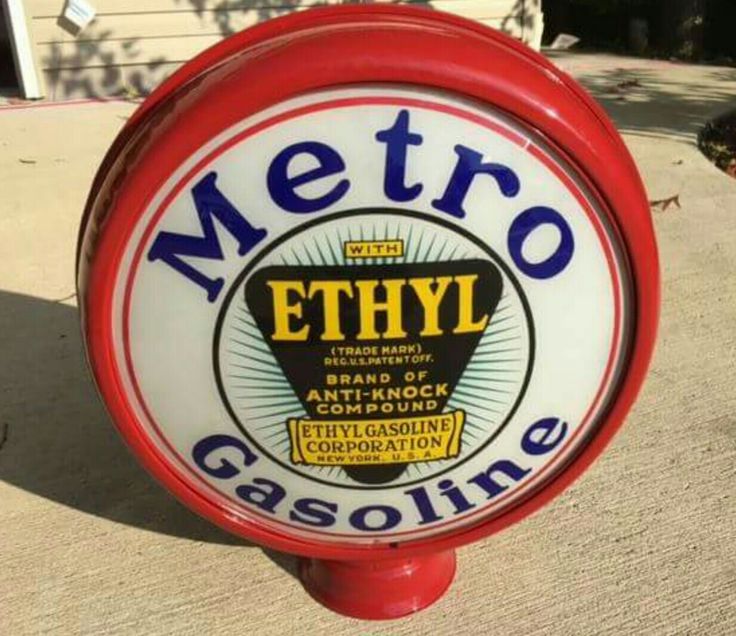 Metro
WITH
ETHYL
(TRADE MARK)
REG.U.S.PATENT OFF.
BRAND OF
ANTI-KNOCK
COMPOUND
ETHYL GASOLINE
CORPORATION
NEW YORK. U. S. A.
Gasoline